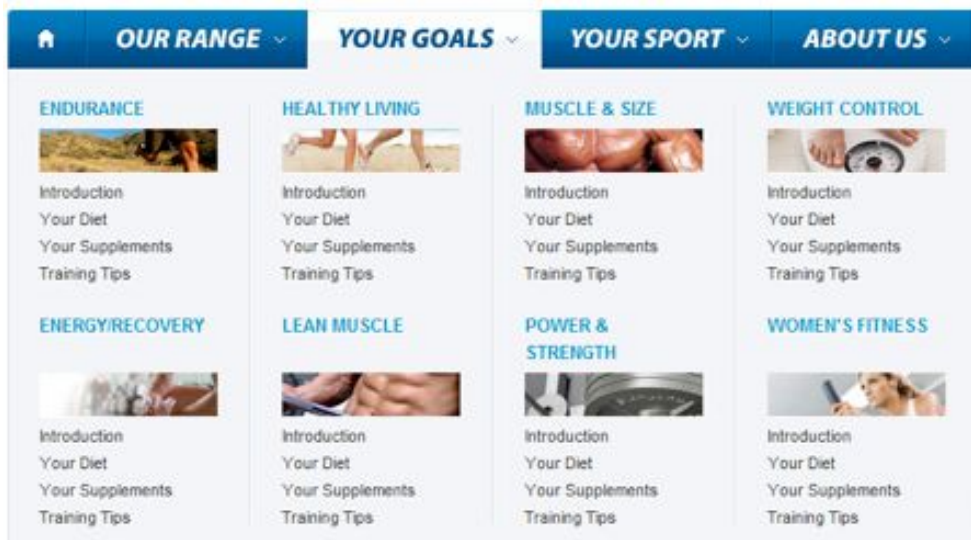 OUR RANGE YOUR GOALS YOUR SPORT ABOUT US
ENDURANCE
Introduction
Your Diet
Your Supplements
Training Tips
HEALTHY LIVING
Introduction
Your Diet
Your Supplements
Training Tips
MUSCLE & SIZE
Introduction
Your Diet
Your Supplements
Training Tips
WEIGHT CONTROL
Introduction
Your Diet
Your Supplements
Training Tips
ENERGY/RECOVERY
Introduction
Your Diet
Your Supplements
Training Tips
LEAN MUSCLE
Introduction
Your Diet
Your Supplements
Training Tips
POWER &
STRENGTH
Introduction
Your Diet
Your Supplements
Training Tips
WOMEN'S FITNESS
Introduction
Your Diet
Your Supplements
Training Tips